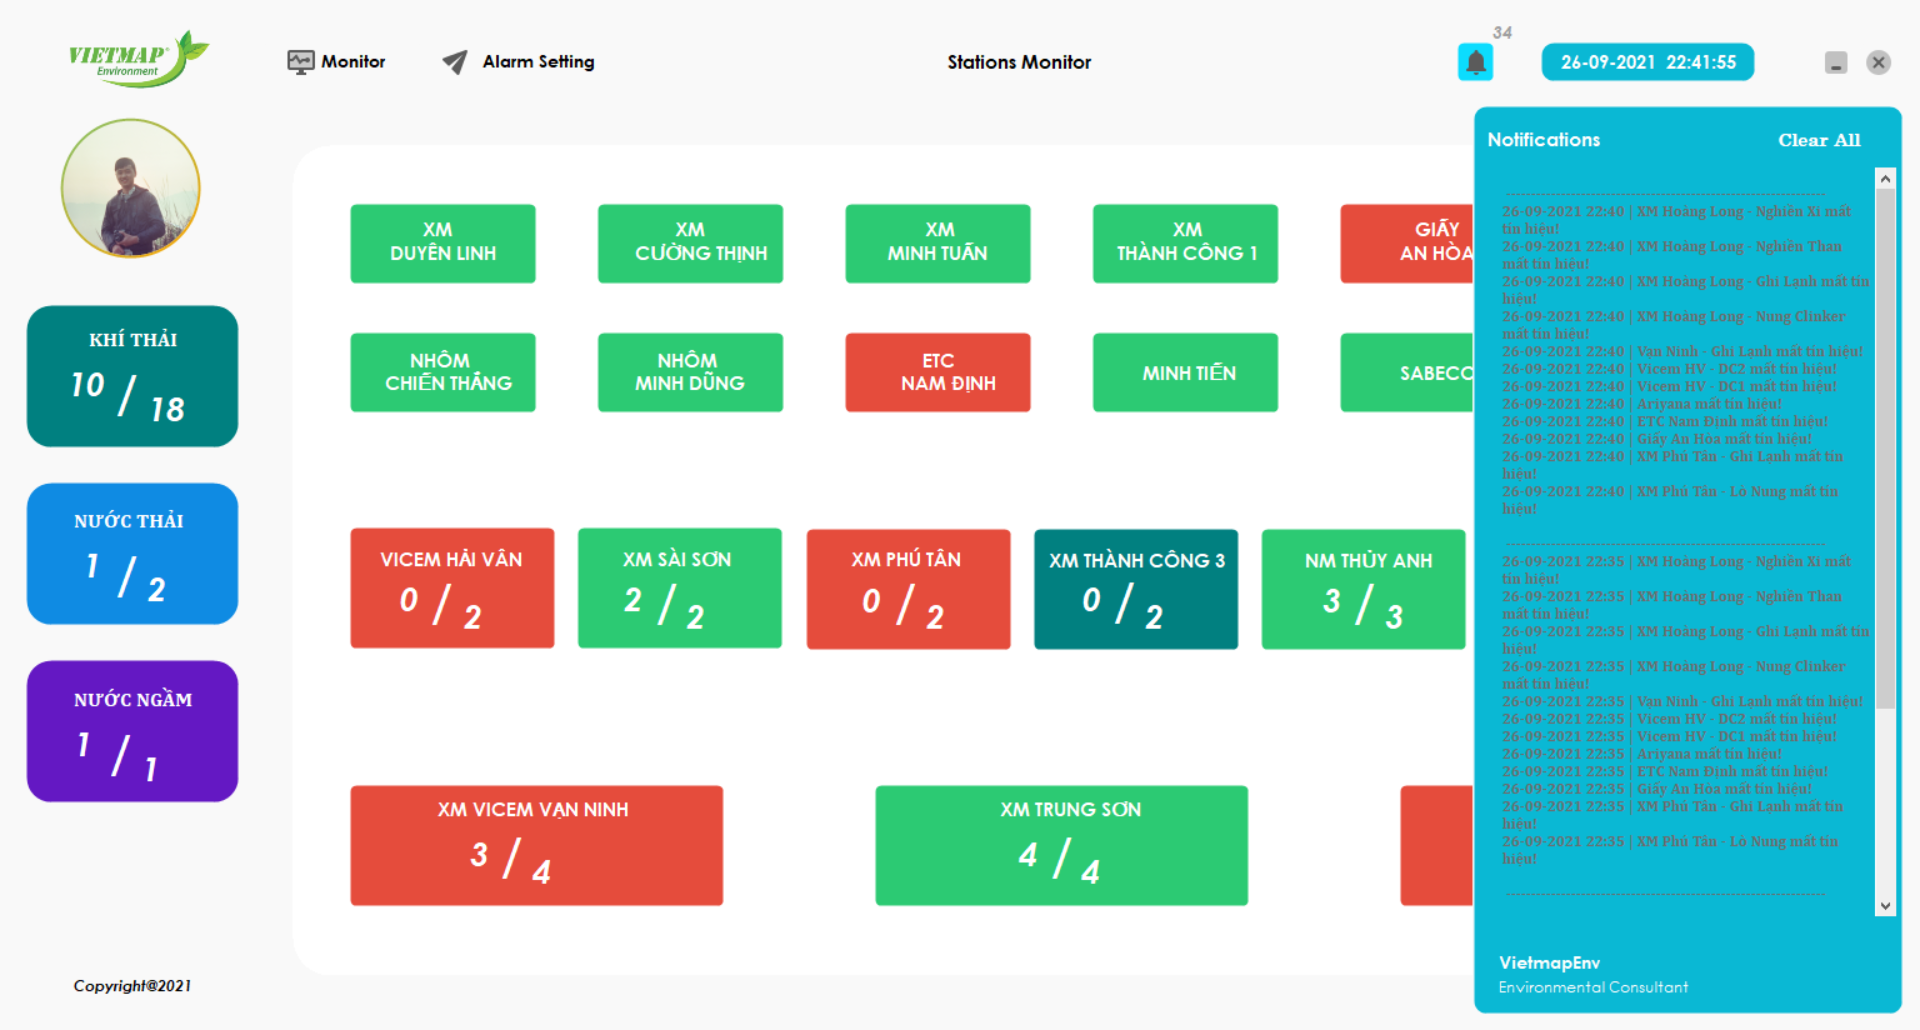 VIETMAP®
Environment
Monitor
Alarm Setting
Stations Monitor
34
26-09-2021 22:41:55
KHÍ THẢI
10 / 18
NƯỚC THẢI
1 / 2
NƯỚC NGẦM
1 / 1
Copyright@2021
XM
DUYÊN LINH
XM
CƯỜNG THỊNH
XM
MINH TUẤN
XM
THÀNH CÔNG 1
GIẤY
AN HÒA
NHÔM
CHIẾN THẮNG
NHÔM
MINH DŨNG
ETC
NAM ĐỊNH
MINH TIẾN
SABECO
VICEM HẢI VÂN
0 / 2
XM SÀI SƠN
2 / 2
XM PHÚ TÂN
0 / 2
XM THÀNH CÔNG 3
0 / 2
NM THỦY ANH
3 / 3
XM VICEM VẠN NINH
3 / 4
XM TRUNG SƠN
4 / 4
Notifications
Clear All
26-09-2021 22:40 | XM Hoàng Long - Nghiền Xi mất
tín hiệu!
26-09-2021 22:40 | XM Hoàng Long - Nghiền Than
mất tín hiệu!
26-09-2021 22:40 | XM Hoàng Long - Ghi Lạnh mất tín
hiệu!
26-09-2021 22:40 | XM Hoàng Long - Nung Clinker
mất tín hiệu!
26-09-2021 22:40 | Vạn Ninh - Ghi Lạnh mất tín hiệu!
26-09-2021 22:40 | Vicem HV - DC2 mất tín hiệu!
26-09-2021 22:40 | Vicem HV - DC1 mất tín hiệu!
26-09-2021 22:40 | Ariyana mất tín hiệu!
26-09-2021 22:40 | ETC Nam Định mất tín hiệu!
26-09-2021 22:40 | Giấy An Hòa mất tín hiệu!
26-09-2021 22:40 | XM Phú Tân - Ghi Lạnh mất tín
hiệu!
26-09-2021 22:40 | XM Phú Tân - Lò Nung mất tín
hiệu!
26-09-2021 22:35 | XM Hoàng Long - Nghiền Xi mất
tín hiệu!
26-09-2021 22:35 | XM Hoàng Long - Nghiền Than
mất tín hiệu!
26-09-2021 22:35 | XM Hoàng Long - Ghi Lạnh mất tín
hiệu!
26-09-2021 22:35 | XM Hoàng Long - Nung Clinker
mất tín hiệu!
26-09-2021 22:35 | Vạn Ninh - Ghi Lạnh mất tín hiệu!
26-09-2021 22:35 | Vicem HV - DC2 mất tín hiệu!
26-09-2021 22:35 | Vicem HV - DC1 mất tín hiệu!
26-09-2021 22:35 | Ariyana mất tín hiệu!
26-09-2021 22:35 | ETC Nam Định mất tín hiệu!
26-09-2021 22:35 | Giấy An Hòa mất tín hiệu!
26-09-2021 22:35 | XM Phú Tân - Ghi Lạnh mất tín
hiệu!
26-09-2021 22:35 | XM Phú Tân - Lò Nung mất tín
hiệu!
VietmapEnv
Environmental Consultant